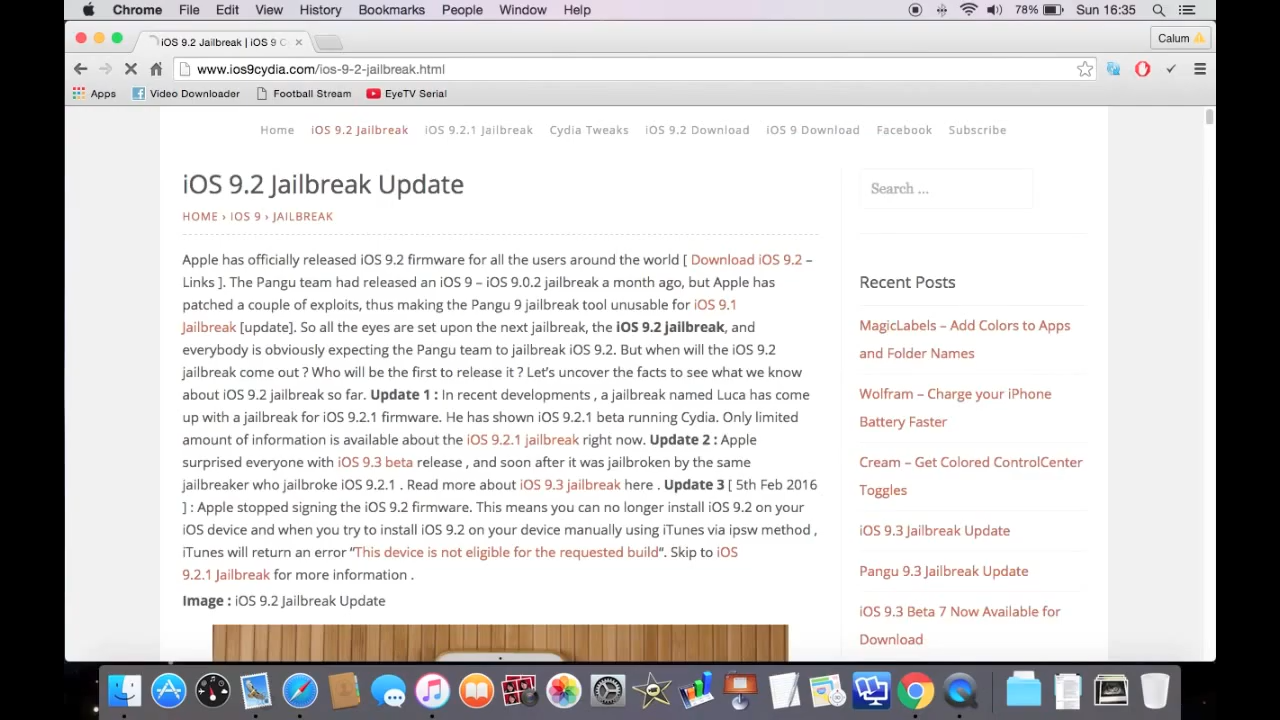 Chrome File Edit View History Bookmarks People Window Help 78% Sun 16:35
iOS 9.2 Jailbreak | iOS 9 C
Calum
www.ios9cydia.com/ios-9-2-jailbreak.html
Apps Video Downloader Football Stream EyeTV Serial
Home iOS 9.2 Jailbreak iOS 9.2.1 Jailbreak Cydia Tweaks iOS 9.2 Download iOS 9 Download Facebook Subscribe
iOS 9.2 Jailbreak Update
HOME › IOS 9 › JAILBREAK
Apple has officially released iOS 9.2 firmware for all the users around the world [ Download iOS 9.2 –
Links ]. The Pangu team had released an iOS 9 – iOS 9.0.2 jailbreak a month ago, but Apple has
patched a couple of exploits, thus making the Pangu 9 jailbreak tool unusable for iOS 9.1
Jailbreak [update]. So all the eyes are set upon the next jailbreak, the iOS 9.2 jailbreak, and
everybody is obviously expecting the Pangu team to jailbreak iOS 9.2. But when will the iOS 9.2
jailbreak come out ? Who will be the first to release it ? Let's uncover the facts to see what we know
about iOS 9.2 jailbreak so far. Update 1 : In recent developments , a jailbreak named Luca has come
up with a jailbreak for iOS 9.2.1 firmware. He has shown iOS 9.2.1 beta running Cydia. Only limited
amount of information is available about the iOS 9.2.1 jailbreak right now. Update 2 : Apple
surprised everyone with iOS 9.3 beta release , and soon after it was jailbroken by the same
jailbreaker who jailbroke iOS 9.2.1 . Read more about iOS 9.3 jailbreak here . Update 3 [ 5th Feb 2016
] : Apple stopped signing the iOS 9.2 firmware. This means you can no longer install iOS 9.2 on your
iOS device and when you try to install iOS 9.2 on your device manually using iTunes via ipsw method ,
iTunes will return an error “This device is not eligible for the requested build“. Skip to iOS
9.2.1 Jailbreak for more information .
Image : iOS 9.2 Jailbreak Update
Search ...
Recent Posts
MagicLabels – Add Colors to Apps
and Folder Names
Wolfram – Charge your iPhone
Battery Faster
Cream – Get Colored ControlCenter
Toggles
iOS 9.3 Jailbreak Update
Pangu 9.3 Jailbreak Update
iOS 9.3 Beta 7 Now Available for
Download